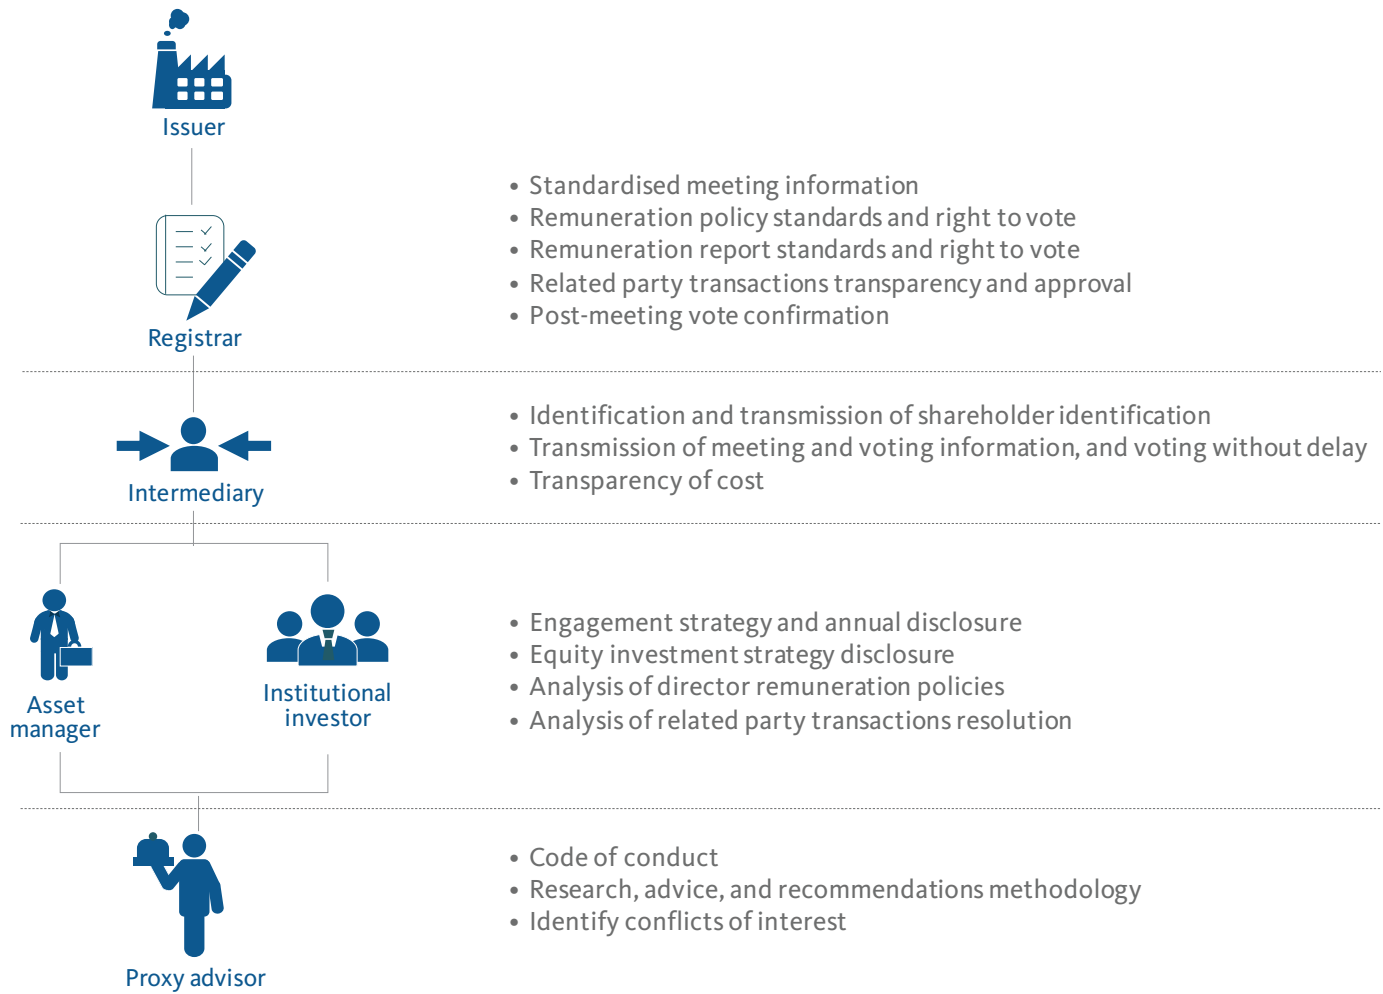 Issuer
• Standardised meeting information
• Remuneration policy standards and right to vote
• Remuneration report standards and right to vote
• Related party transactions transparency and approval
• Post-meeting vote confirmation
Registrar
• Identification and transmission of shareholder identification
• Transmission of meeting and voting information, and voting without delay
• Transparency of cost
Intermediary
Asset
manager
Institutional
investor
• Engagement strategy and annual disclosure
• Equity investment strategy disclosure
• Analysis of director remuneration policies
• Analysis of related party transactions resolution
• Code of conduct
• Research, advice, and recommendations methodology
• Identify conflicts of interest
Proxy advisor